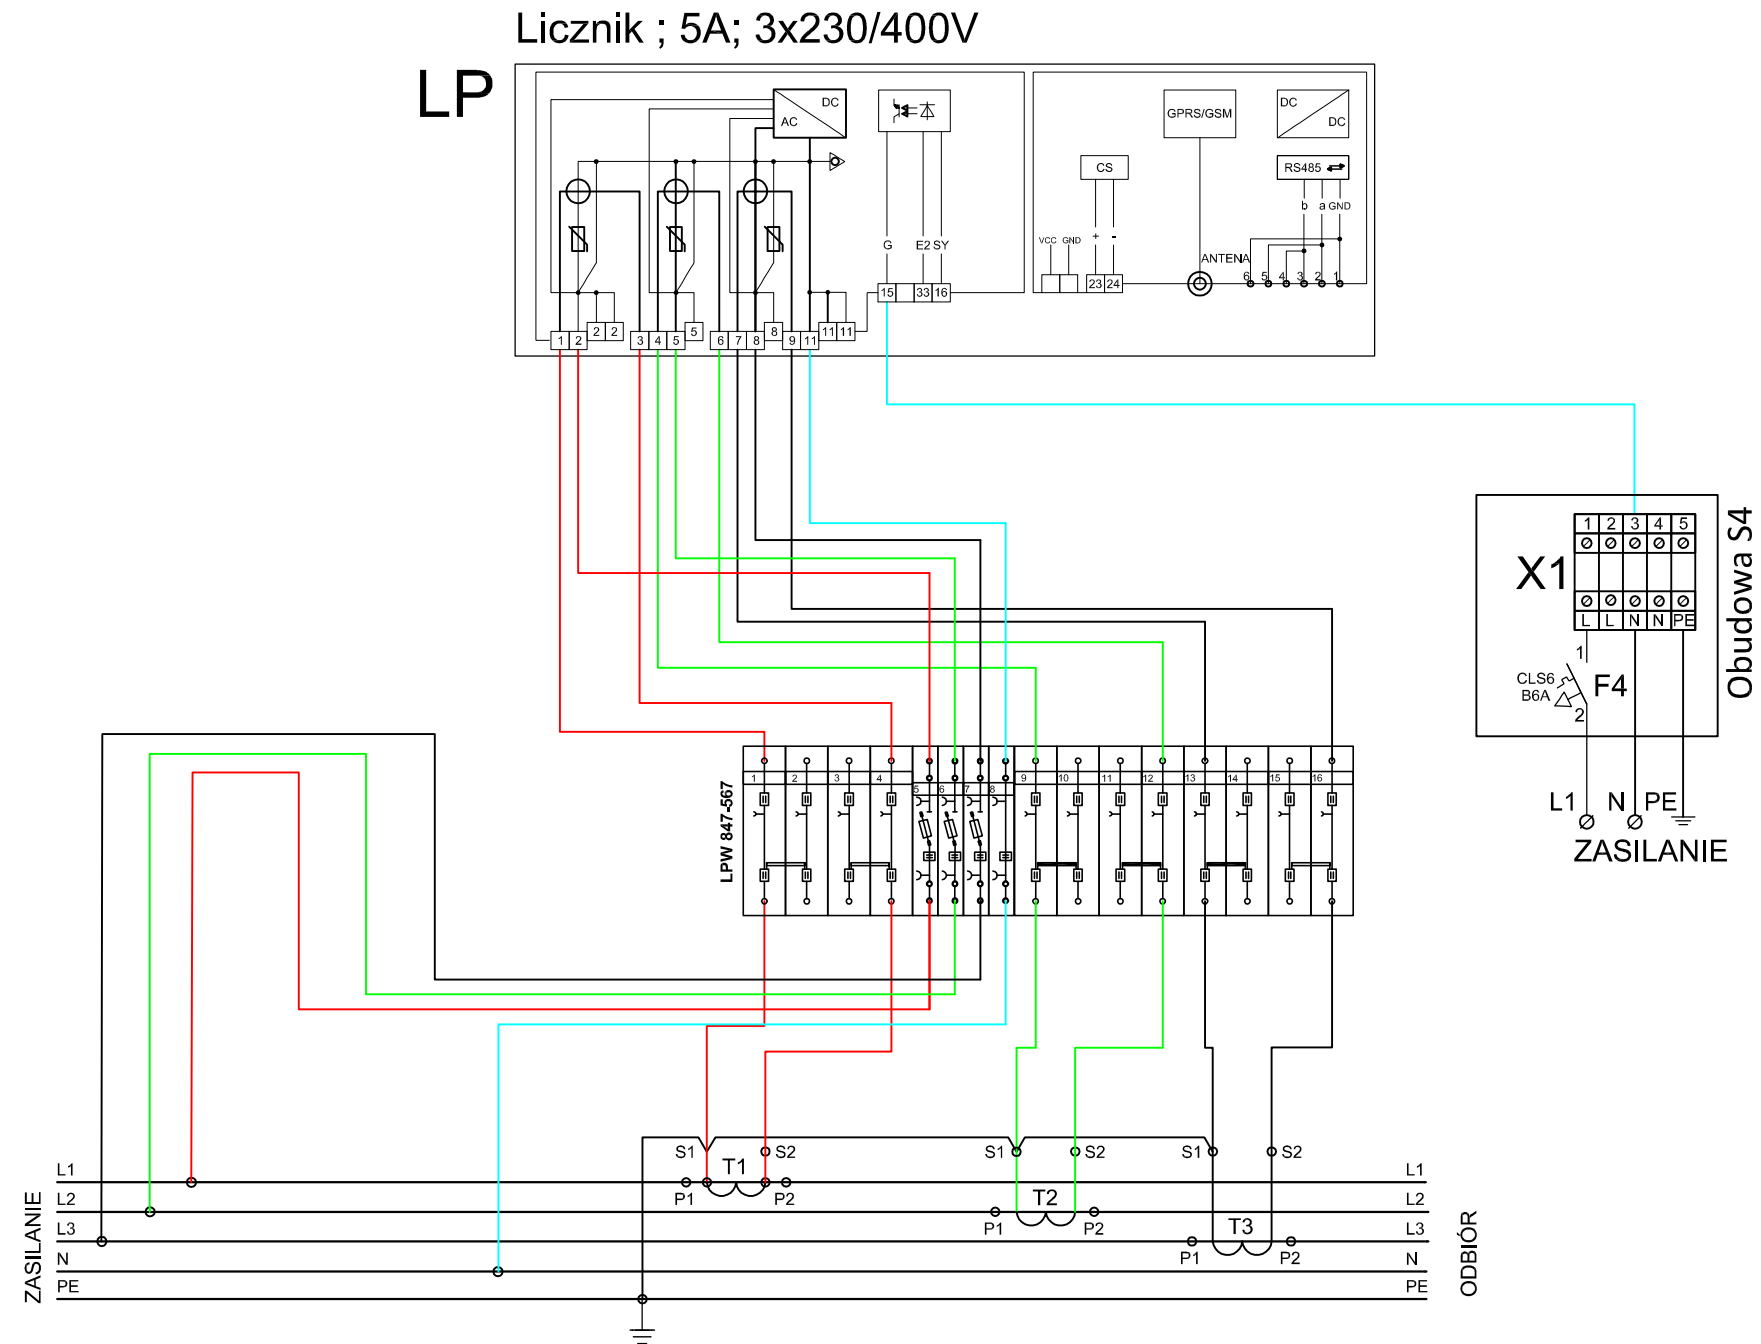 Licznik ; 5A; 3x230/400V
LP
DC
AC
GPRS/GSM
DC
DC
CS
RS485
b a GND
G E2 SY
VCC GND + -
ANTENA
6 5 4 3 2 1
15 33 16
23 24
2 2 5 8 11 11
1 2 3 4 5 6 7 8 9 11
Obudowa S4
X1
1 2 3 4 5
L L N N PE
1
CLS6
B6A
F4
2
L1 N PE
ZASILANIE
LPW 847-567
1 2 3 4 5 6 7 8 9 10 11 12 13 14 15 16
S1 S2 S1 S2 S1 S2
T1
L1 L1
P1 P2
T2
L2 L2
P1 P2
T3
L3 L3
P1 P2
N N
PE PE
ZASILANIE
ODBIÓR